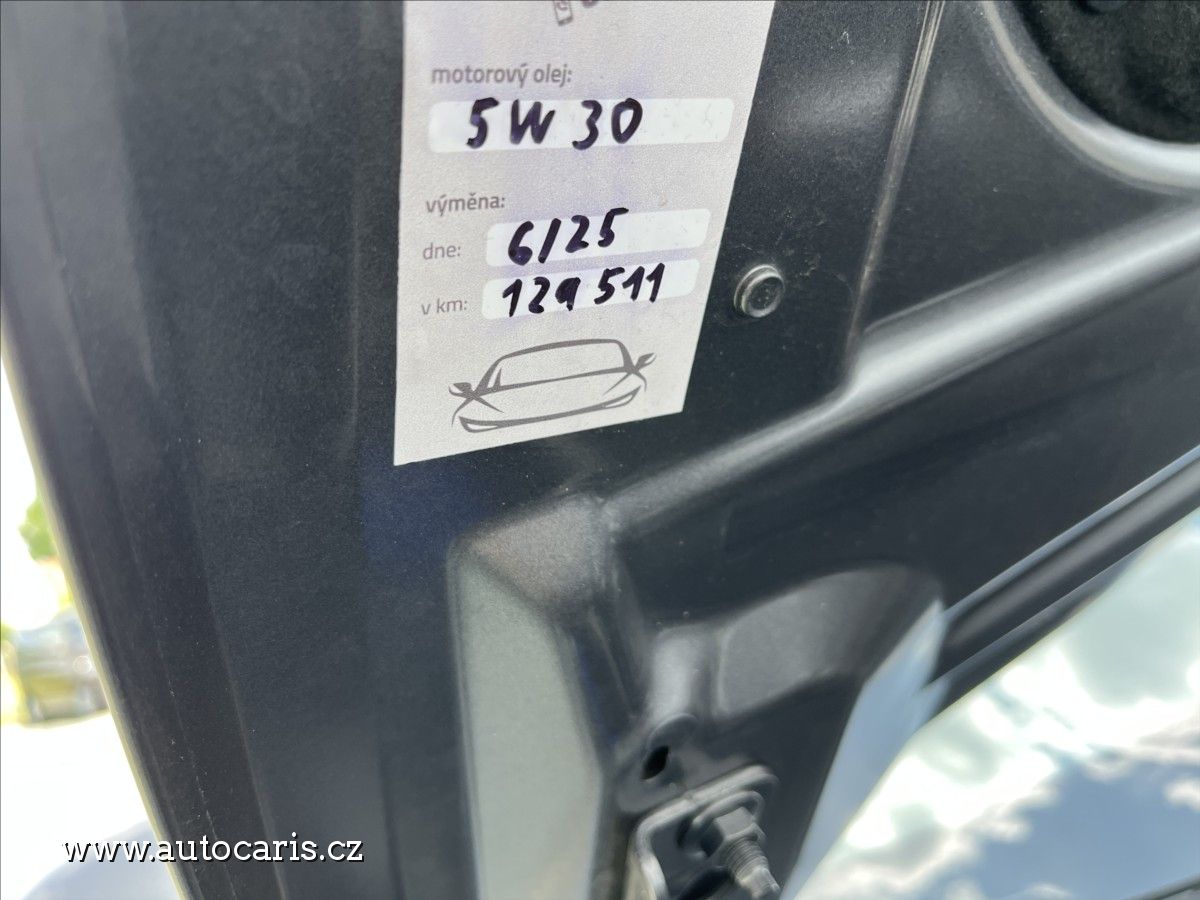 motorový olej:
5W30
výměna:
dne: 6/25
v km: 129 511
www.autocaris.cz